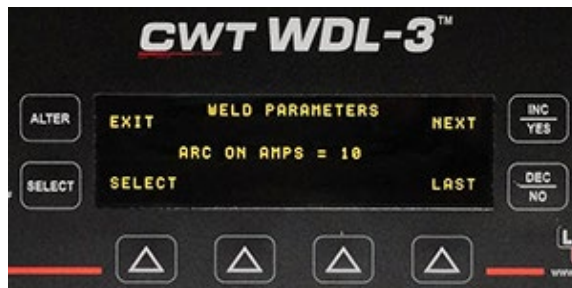 CWT WDL-3™
ALTER
EXIT
WELD PARAMETERS
NEXT
INC
YES
ARC ON AMPS = 10
SELECT
SELECT
LAST
DEC
NO